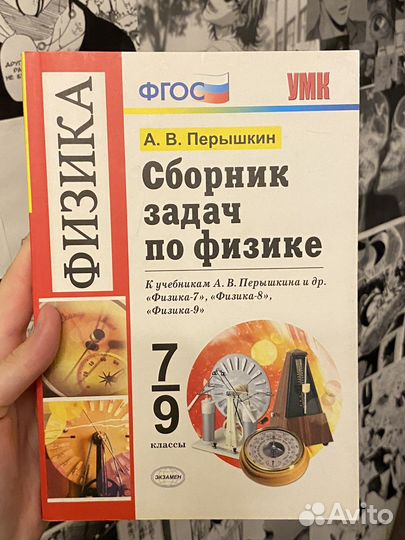 ФГОС
УМК
А. В. Перышкин
ФИЗИКА
Сборник
задач
по физике
К учебникам А. В. Перышкина и др.
«Физика-7», «Физика-8»,
«Физика-9»
7
9
классы
ЭКЗАМЕН
Avito